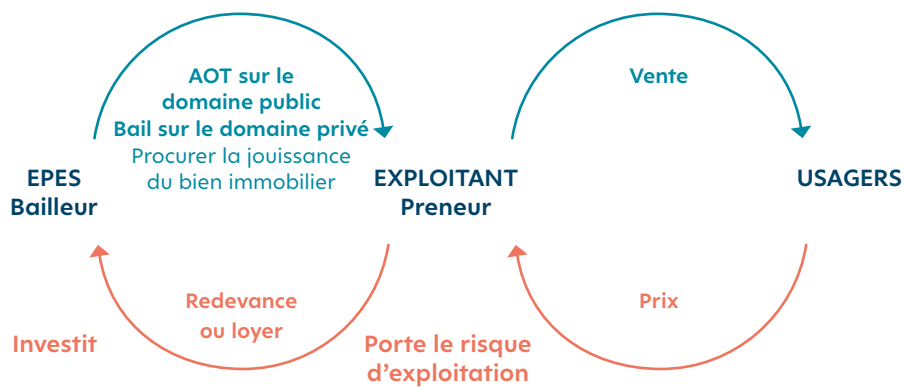 AOT sur le
domaine public
Bail sur le domaine privé
Procurer la jouissance
du bien immobilier
Vente
EPES
Bailleur
EXPLOITANT
Preneur
USAGERS
Redevance
ou loyer
Prix
Investit
Porte le risque
d’exploitation